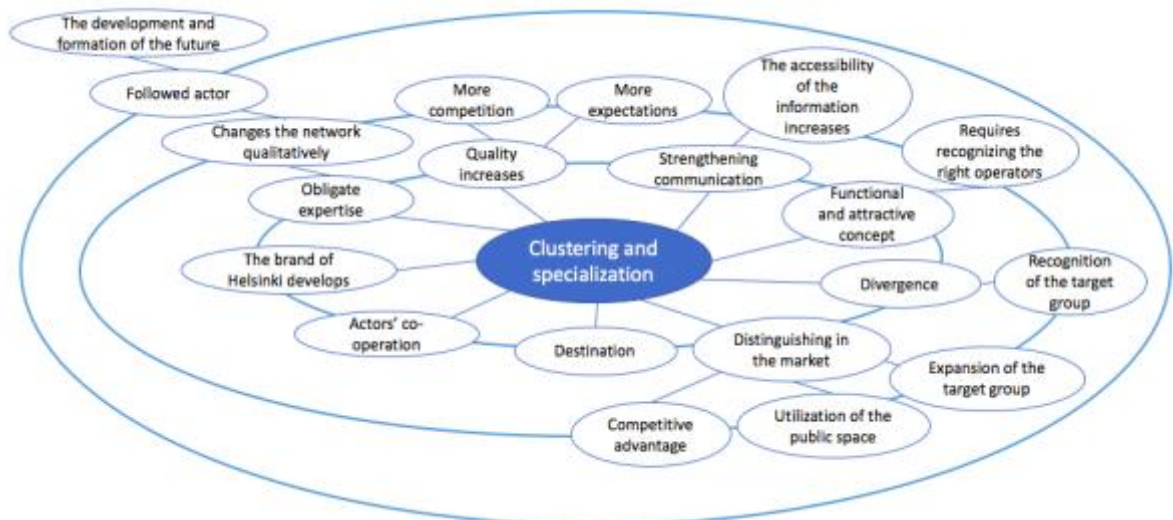 The development and
formation of the future
Followed actor
Changes the network
qualitatively
More
competition
More
expectations
The accessibility
of the
information
increases
Requires
recognizing the
right operators
Quality
increases
Strengthening
communication
Obligate
expertise
Functional
and attractive
concept
Clustering and
specialization
The brand of
Helsinki develops
Divergence
Recognition
of the target
group
Actors' co-
operation
Destination
Distinguishing in
the market
Expansion of the
target group
Competitive
advantage
Utilization of the
public space